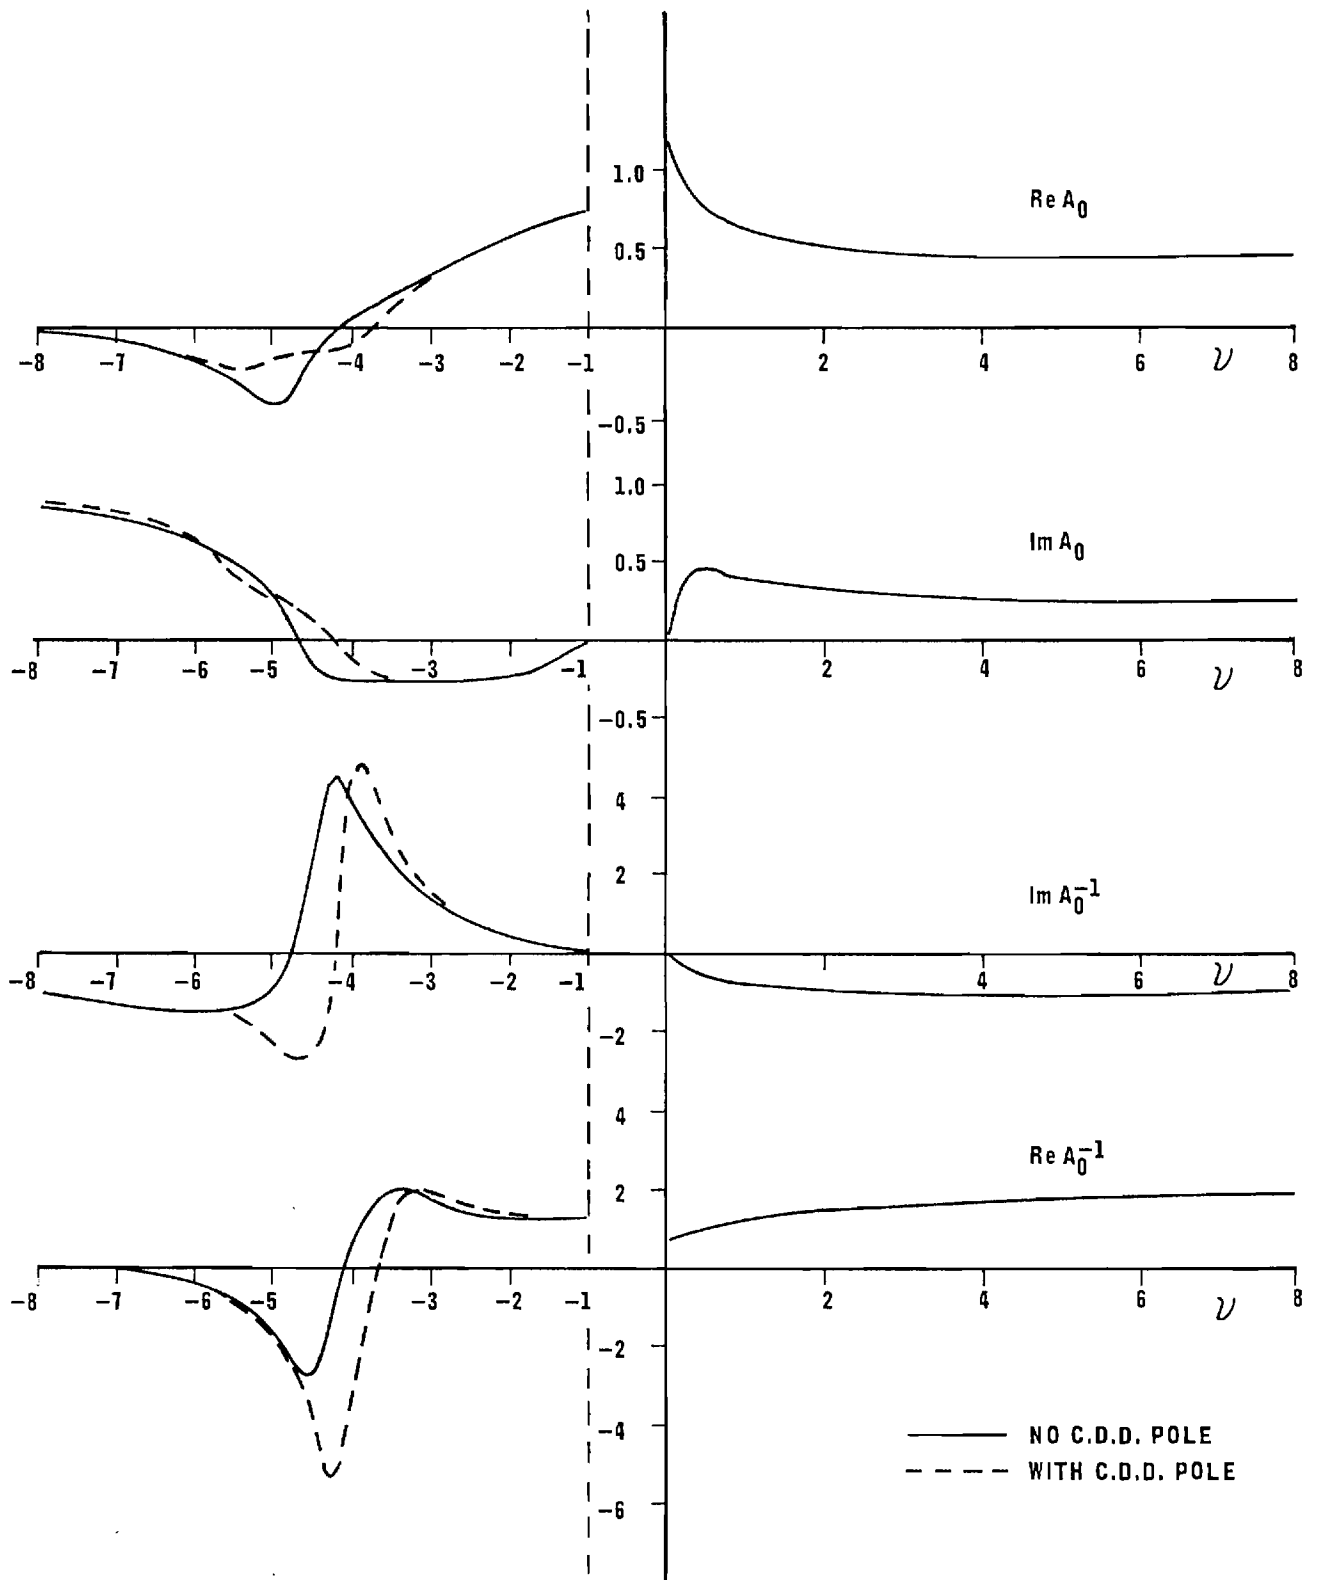 1.0
Re A0
0.5
-8 -7 -6 -4 -3 -2 -1 2 4 6 ν 8
-0.5
1.0
Im A0
0.5
-8 -7 -6 -5 -3 -1 2 4 6 ν 8
-0.5
4
2
Im A0^-1
-8 -7 -6 -4 -3 -2 -1 2 4 6 ν 8
-2
4
Re A0^-1
2
-8 -7 -6 -5 -3 -2 -1 2 4 6 ν 8
-2
-4
NO C.D.D. POLE
WITH C.D.D. POLE
-6